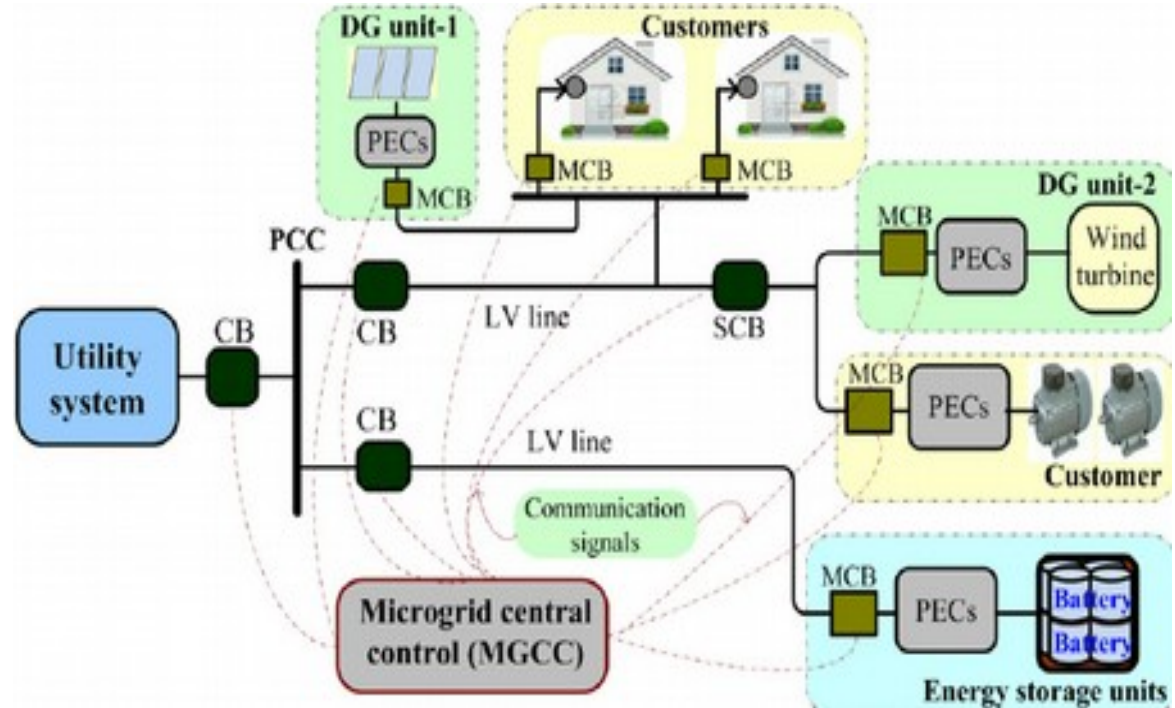 DG unit-1
Customers
PECs
MCB
MCB
MCB
DG unit-2
MCB
PECs
Wind
turbine
PCC
CB
CB
LV line
SCB
Utility
system
MCB
PECs
Customer
CB
LV line
Communication
signals
MCB
PECs
Battery
Battery
Energy storage units
Microgrid central
control (MGCC)